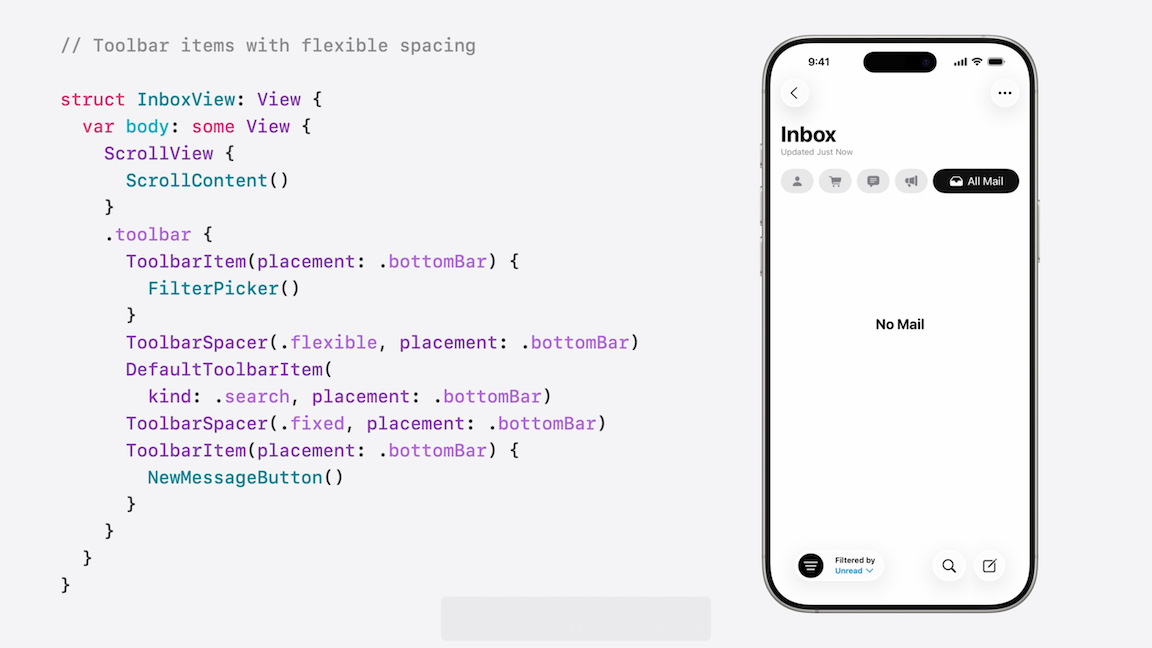 // Toolbar items with flexible spacing
struct InboxView: View {
var body: some View {
ScrollView {
ScrollContent()
}
.toolbar {
ToolbarItem(placement: .bottomBar) {
FilterPicker()
}
ToolbarSpacer(.flexible, placement: .bottomBar)
DefaultToolbarItem(
kind: .search, placement: .bottomBar)
ToolbarSpacer(.fixed, placement: .bottomBar)
ToolbarItem(placement: .bottomBar) {
NewMessageButton()
}
}
}
}
9:41
Inbox
Updated Just Now
All Mail
No Mail
Filtered by
Unread